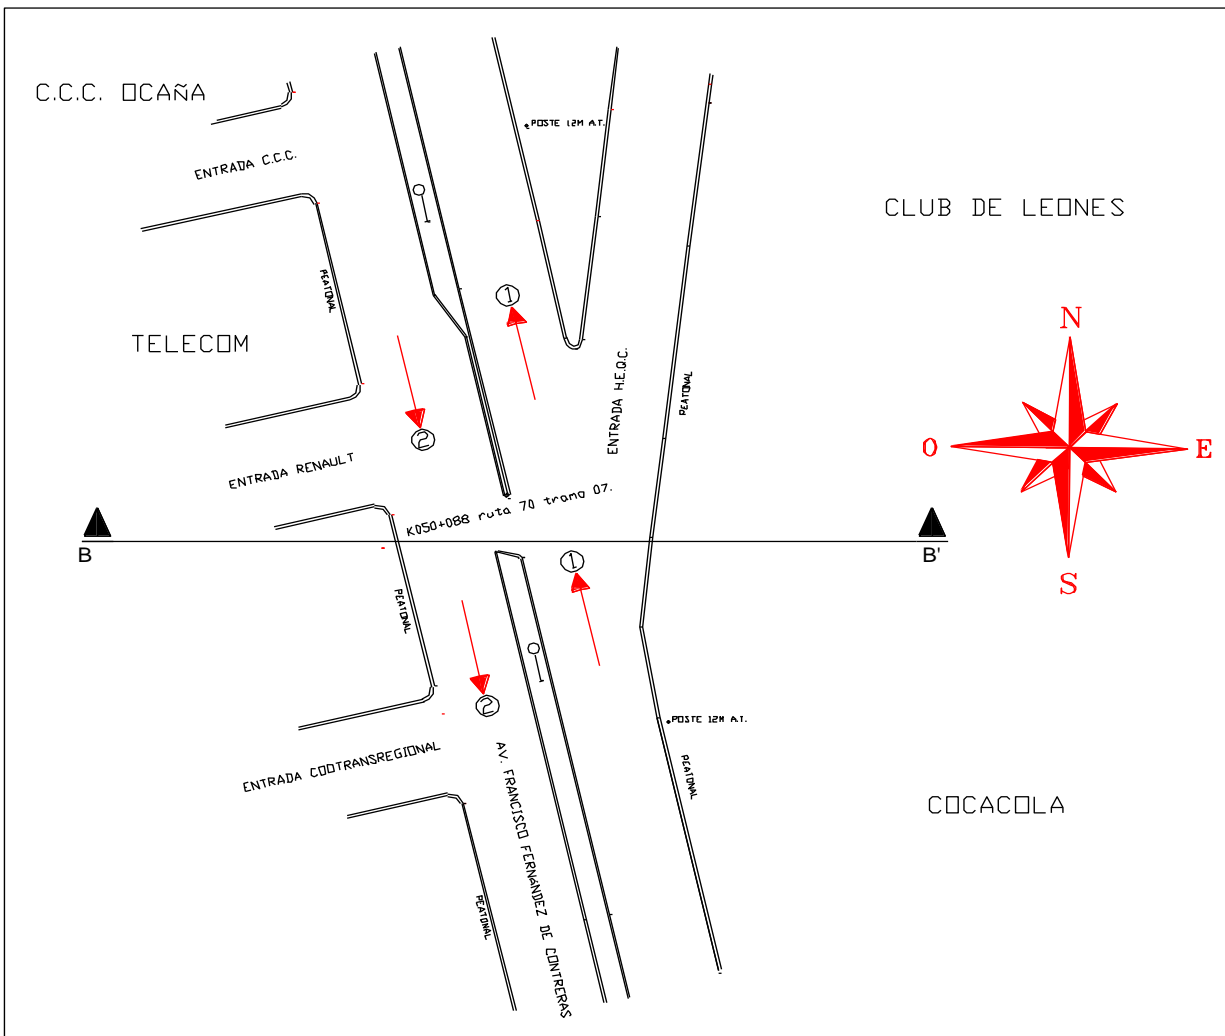 C.C.C. OCAÑA
POSTE 12M A.T.
ENTRADA C.C.C.
CLUB DE LEONES
PEATONAL
1
TELECOM
N
ENTRADA H.E.Q.C.
PEATONAL
2
O
E
ENTRADA RENAULT
K050+088 ruta 70 tramo 07.
B
B'
1
S
PEATONAL
2
POSTE 12M A.T.
ENTRADA COOTRANSREGIONAL
AV. FRANCISCO FERNÁNDEZ DE CONTRERAS
PEATONAL
COCACOLA
PEATONAL